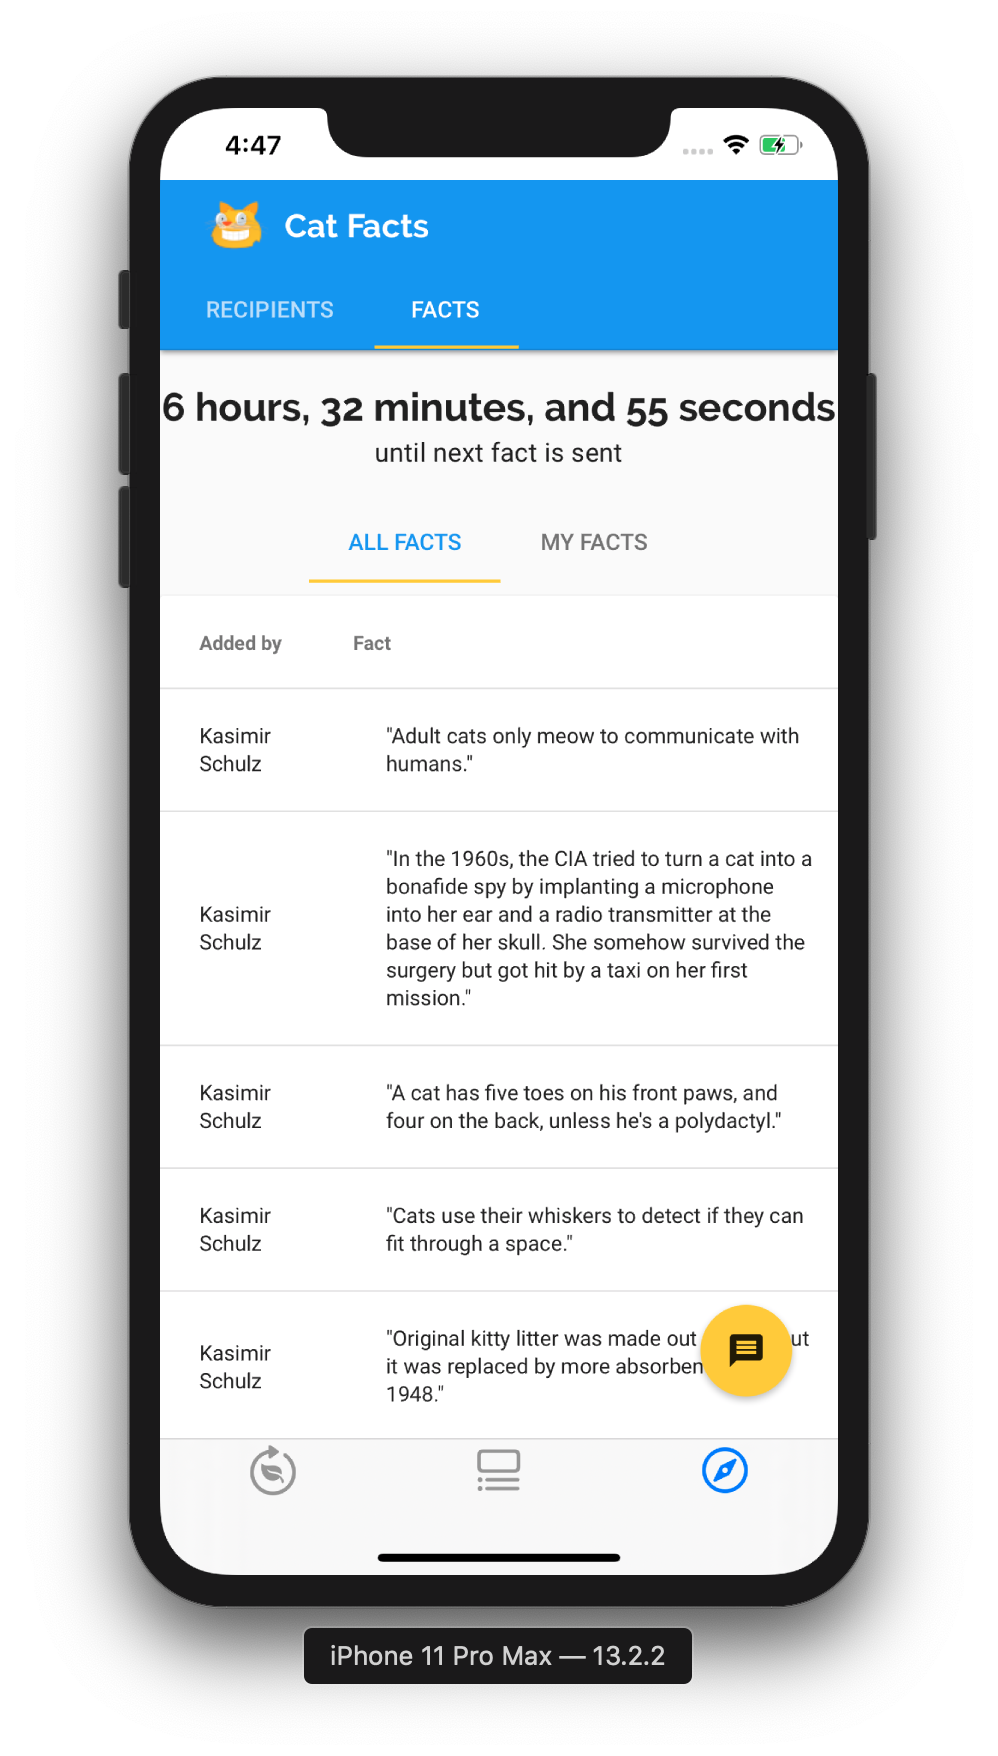 4:47
Cat Facts
RECIPIENTS FACTS
6 hours, 32 minutes, and 55 seconds
until next fact is sent
ALL FACTS MY FACTS
Added by Fact
Kasimir
Schulz
"Adult cats only meow to communicate with
humans."
Kasimir
Schulz
"In the 1960s, the CIA tried to turn a cat into a
bonafide spy by implanting a microphone
into her ear and a radio transmitter at the
base of her skull. She somehow survived the
surgery but got hit by a taxi on her first
mission."
Kasimir
Schulz
"A cat has five toes on his front paws, and
four on the back, unless he's a polydactyl."
Kasimir
Schulz
"Cats use their whiskers to detect if they can
fit through a space."
Kasimir
Schulz
"Original kitty litter was made out
it was replaced by more
1948."
iPhone 11 Pro Max — 13.2.2